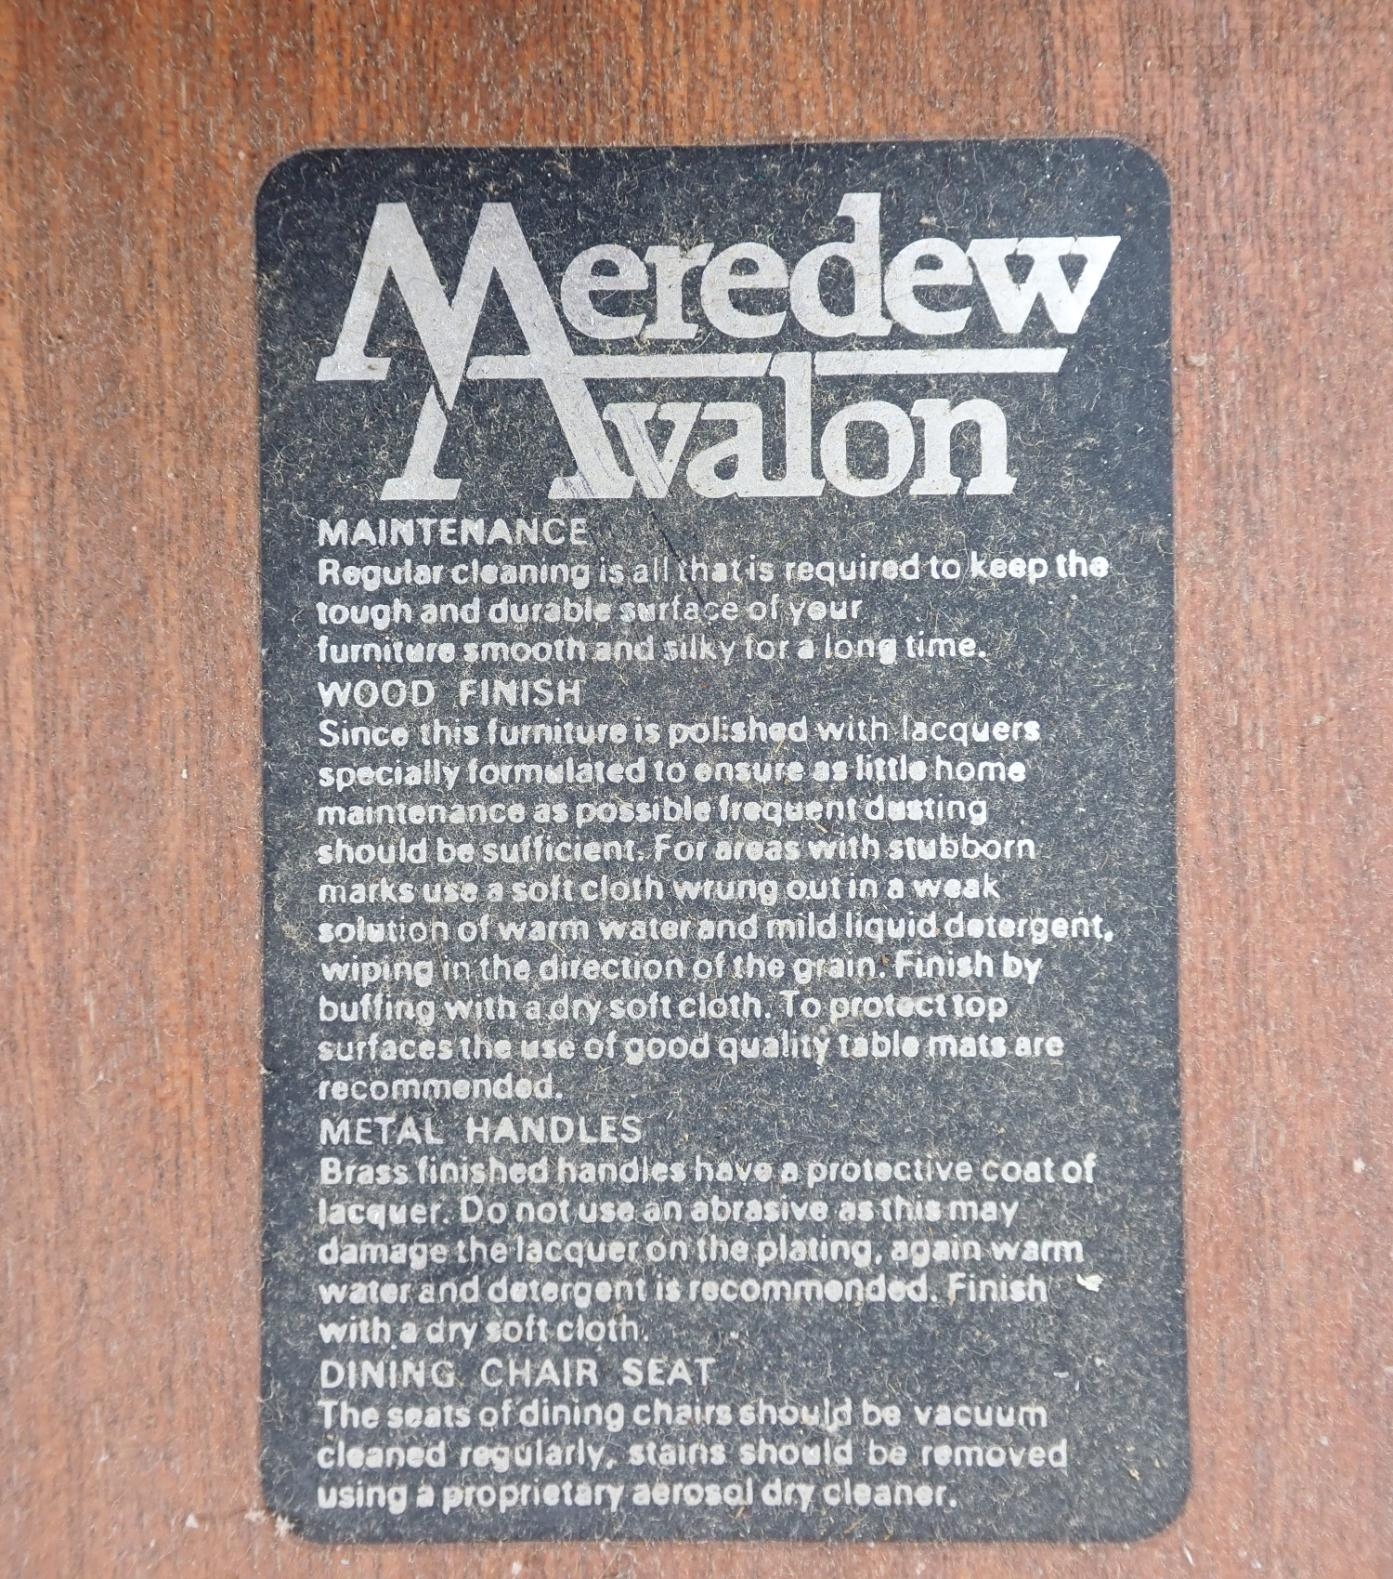 Meredew
Avalon
MAINTENANCE
Regular cleaning is all that is required to keep the
tough and durable surface of your
furniture smooth and silky for a long time.
WOOD FINISH
Since this furniture is polished with lacquers
specially formulated to ensure as little home
maintenance as possible frequent dusting
should be sufficient. For areas with stubborn
marks use a soft cloth wrung out in a weak
solution of warm water and mild liquid detergent,
wiping in the direction of the grain. Finish by
buffing with a dry soft cloth. To protect top
surfaces the use of good quality table mats are
recommended.
METAL HANDLES
Brass finished handles have a protective coat of
lacquer. Do not use an abrasive as this may
damage the lacquer on the plating, again warm
water and detergent is recommended. Finish
with a dry soft cloth.
DINING CHAIR SEAT
The seats of dining chairs should be vacuum
cleaned regularly, stains should be removed
using a proprietary aerosol dry cleaner.